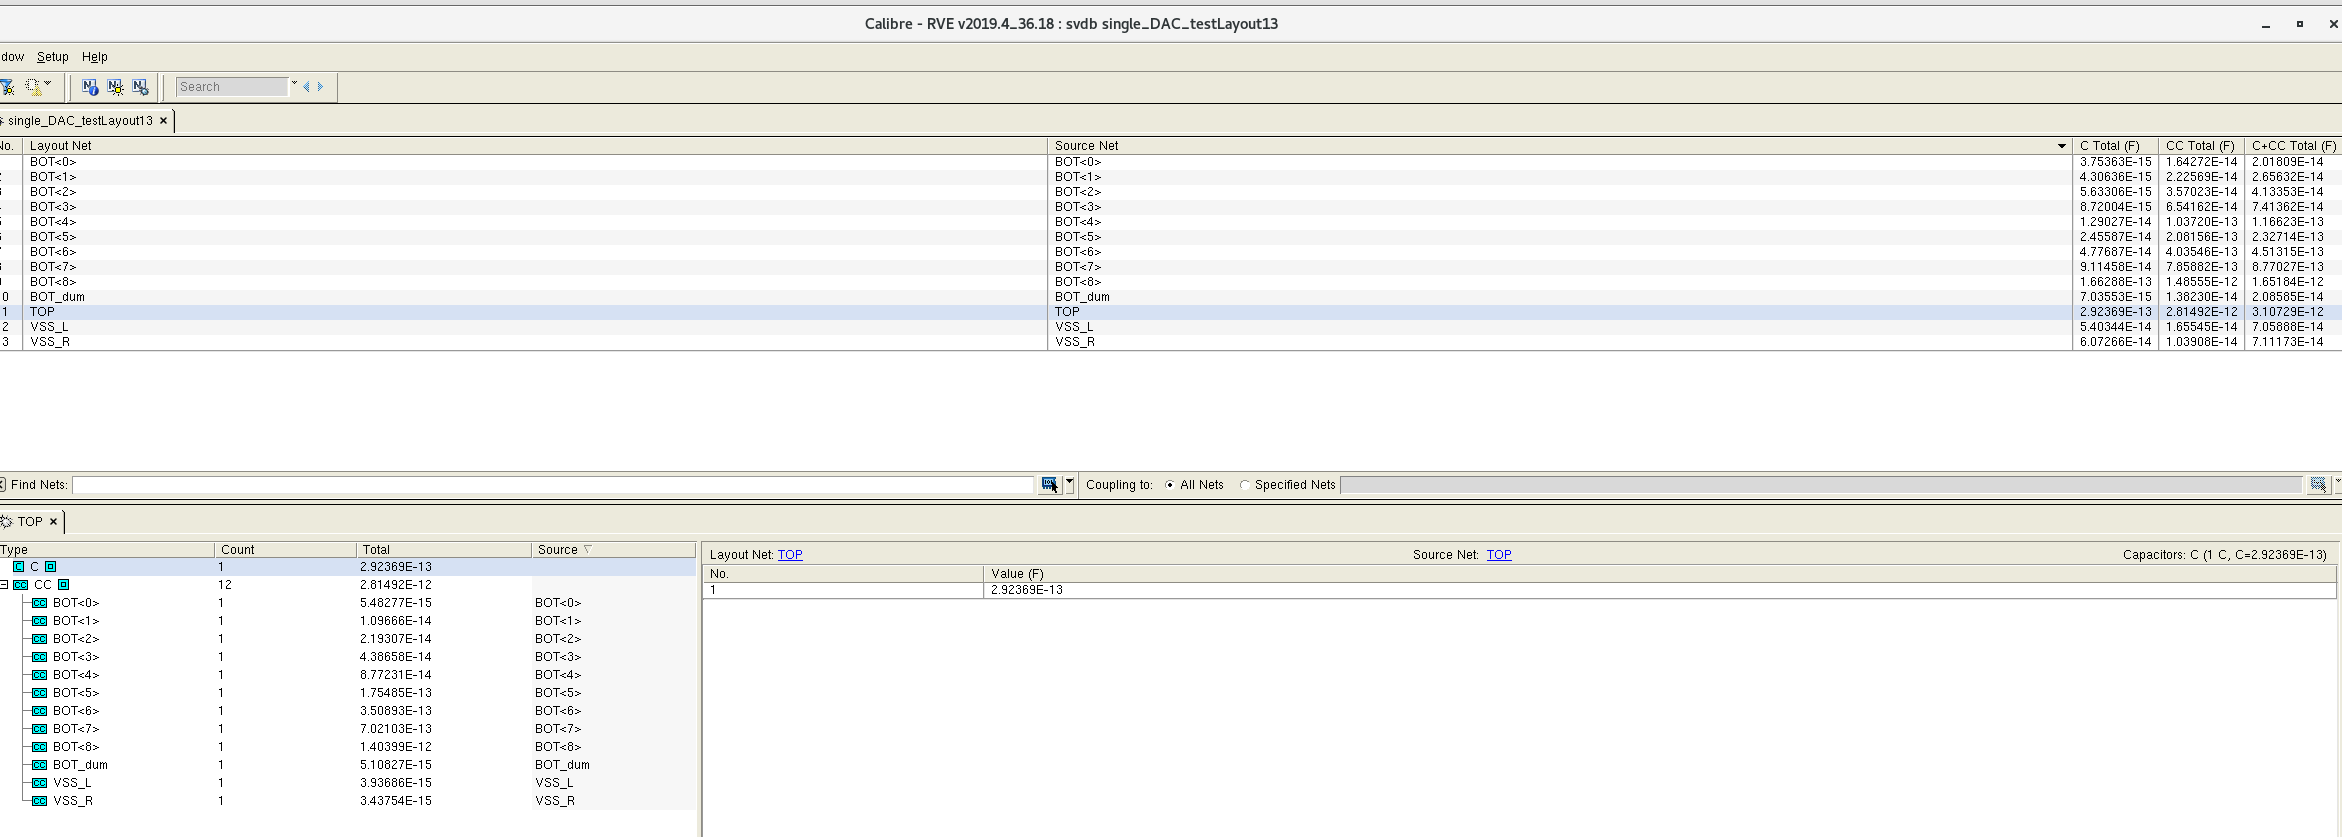 Calibre - RVE v2019.4_36.18 : svdb single_DAC_testLayout13
dow Setup Help
Search
single_DAC_testLayout13
No. Layout Net Source Net C Total (F) CC Total (F) C+CC Total (F)
BOT<0> BOT<0> 3.75363E-15 1.64272E-14 2.01809E-14
BOT<1> BOT<1> 4.30636E-15 2.22569E-14 2.65632E-14
BOT<2> BOT<2> 5.63306E-15 3.57023E-14 4.13353E-14
BOT<3> BOT<3> 8.72004E-15 6.54162E-14 7.41362E-14
BOT<4> BOT<4> 1.29027E-14 1.03720E-13 1.16623E-13
BOT<5> BOT<5> 2.45587E-14 2.08156E-13 2.32714E-13
BOT<6> BOT<6> 4.77687E-14 4.03546E-13 4.51315E-13
BOT<7> BOT<7> 9.11458E-14 7.85882E-13 8.77027E-13
BOT<8> BOT<8> 1.66288E-13 1.48555E-12 1.65184E-12
0 BOT_dum BOT_dum 7.03553E-15 1.38230E-14 2.08585E-14
1 TOP TOP 2.92369E-13 2.81492E-12 3.10729E-12
2 VSS_L VSS_L 5.40344E-14 1.65545E-14 7.05888E-14
3 VSS_R VSS_R 6.07266E-14 1.03908E-14 7.11173E-14
Find Nets: Coupling to: All Nets Specified Nets
TOP
Type Count Total Source
C C 1 2.92369E-13
CC CC 12 2.81492E-12
CC BOT<0> 1 5.48277E-15 BOT<0>
CC BOT<1> 1 1.09666E-14 BOT<1>
CC BOT<2> 1 2.19307E-14 BOT<2>
CC BOT<3> 1 4.38658E-14 BOT<3>
CC BOT<4> 1 8.77231E-14 BOT<4>
CC BOT<5> 1 1.75485E-13 BOT<5>
CC BOT<6> 1 3.50893E-13 BOT<6>
CC BOT<7> 1 7.02103E-13 BOT<7>
CC BOT<8> 1 1.40399E-12 BOT<8>
CC BOT_dum 1 5.10827E-15 BOT_dum
CC VSS_L 1 3.93686E-15 VSS_L
CC VSS_R 1 3.43754E-15 VSS_R
Layout Net: TOP Source Net: TOP Capacitors: C (1 C, C=2.92369E-13)
No. Value (F)
1 2.92369E-13